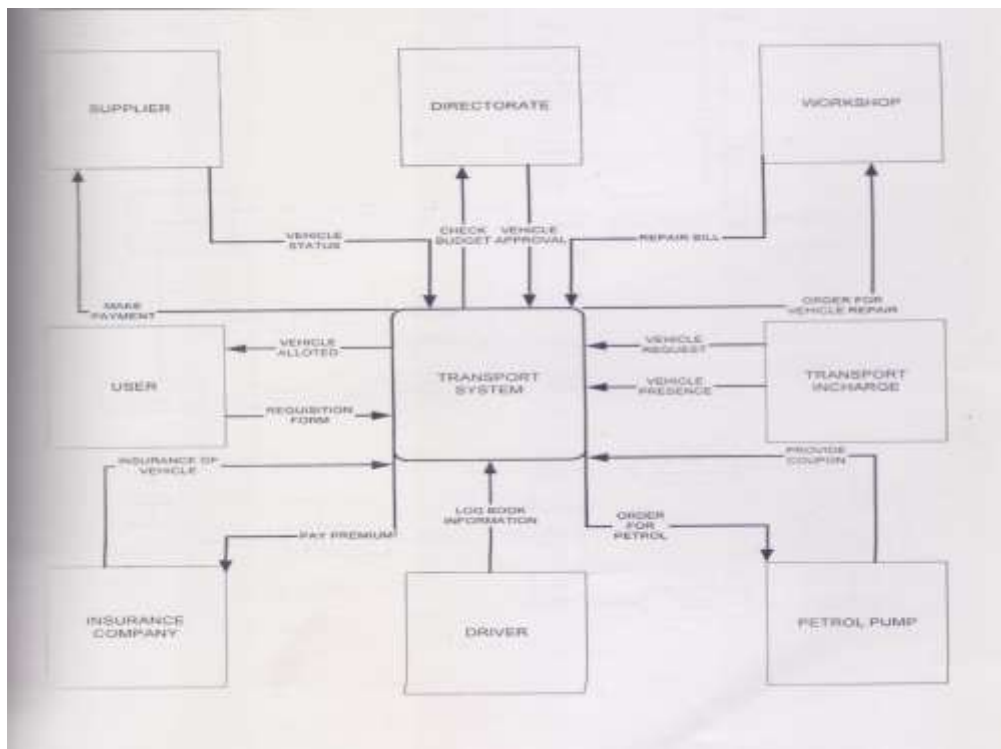 SUPPLIER
DIRECTORATE
WORKSHOP
VEHICLE
STATUS
CHECK
BUDGET
VEHICLE
APPROVAL
REPAIR BILL
MAKE
PAYMENT
ORDER FOR
VEHICLE REPAIR
USER
VEHICLE
ALLOTED
REQUISITION
FORM
TRANSPORT
SYSTEM
VEHICLE
REQUEST
VEHICLE
PRESENCE
TRANSPORT
INCHARGE
INSURANCE OF
VEHICLE
PROVIDE
COUPON
PAY PREMIUM
LOG BOOK
INFORMATION
ORDER
FOR
PETROL
INSURANCE
COMPANY
DRIVER
PETROL PUMP